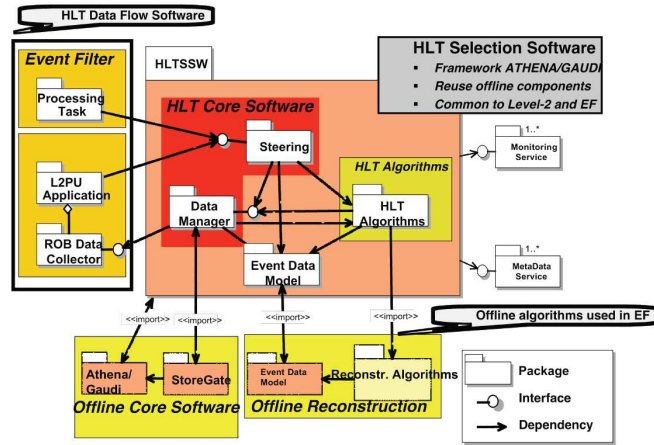 HLT Data Flow Software
Event Filter
Processing
Task
L2PU
Application
ROB Data
Collector
HLTSSW
HLT Core Software
Steering
Data
Manager
HLT Algorithms
HLT
Algorithms
Event Data
Model
HLT Selection Software
▪ Framework ATHENA/GAUDI
▪ Reuse offline components
▪ Common to Level-2 and EF
1..*
Monitoring
Service
1..*
MetaData
Service
<<import>>
<<import>>
<<import>>
<<import>>
Offline algorithms used in EF
Athena/
Gaudi
StoreGate
Offline Core Software
Event Data
Model
Reconstr. Algorithms
Offline Reconstruction
Package
Interface
Dependency